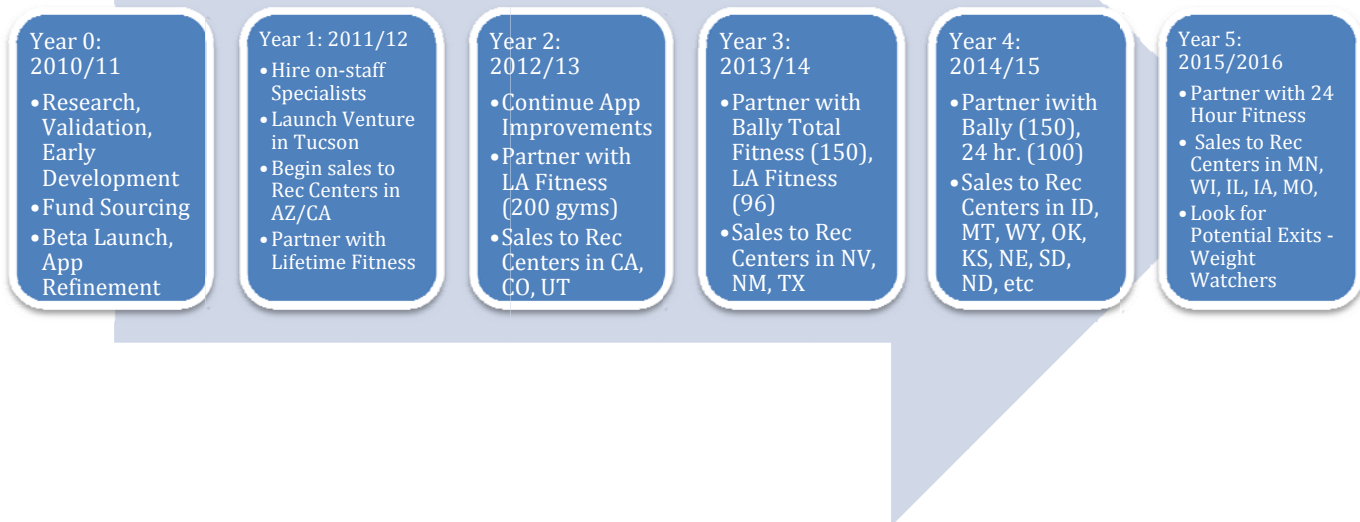 Year 0:
2010/11
•Research,
Validation,
Early
Development
•Fund Sourcing
•Beta Launch,
App
Refinement
Year 1: 2011/12
•Hire on-staff
Specialists
•Launch Venture
in Tucson
•Begin sales to
Rec Centers in
AZ/CA
•Partner with
Lifetime Fitness
Year 2:
2012/13
•Continue App
Improvements
•Partner with
LA Fitness
(200 gyms)
•Sales to Rec
Centers in CA,
CO, UT
Year 3:
2013/14
•Partner with
Bally Total
Fitness (150),
LA Fitness
(96)
•Sales to Rec
Centers in NV,
NM, TX
Year 4:
2014/15
•Partner iwith
Bally (150),
24 hr. (100)
•Sales to Rec
Centers in ID,
MT, WY, OK,
KS, NE, SD,
ND, etc
Year 5:
2015/2016
•Partner with 24
Hour Fitness
• Sales to Rec
Centers in MN,
WI, IL, IA, MO,
•Look for
Potential Exits -
Weight
Watchers